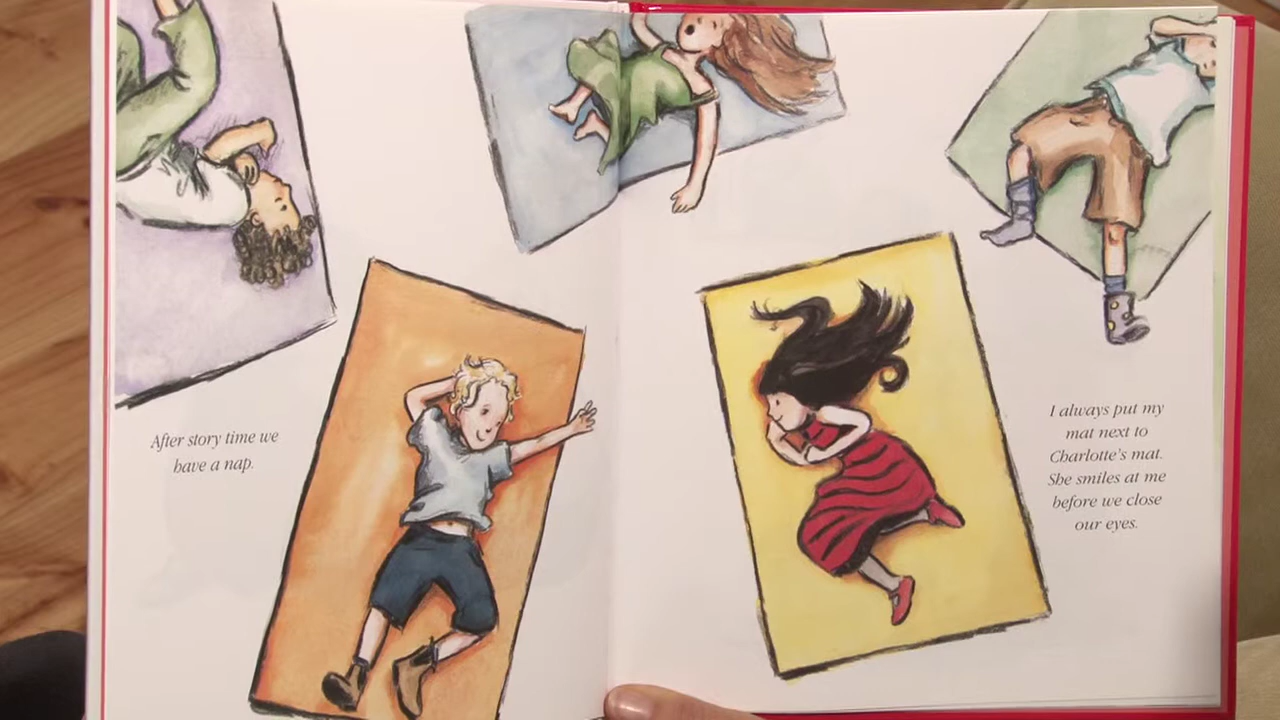 After story time we
have a nap.
I always put my
mat next to
Charlotte's mat.
She smiles at me
before we close
our eyes.